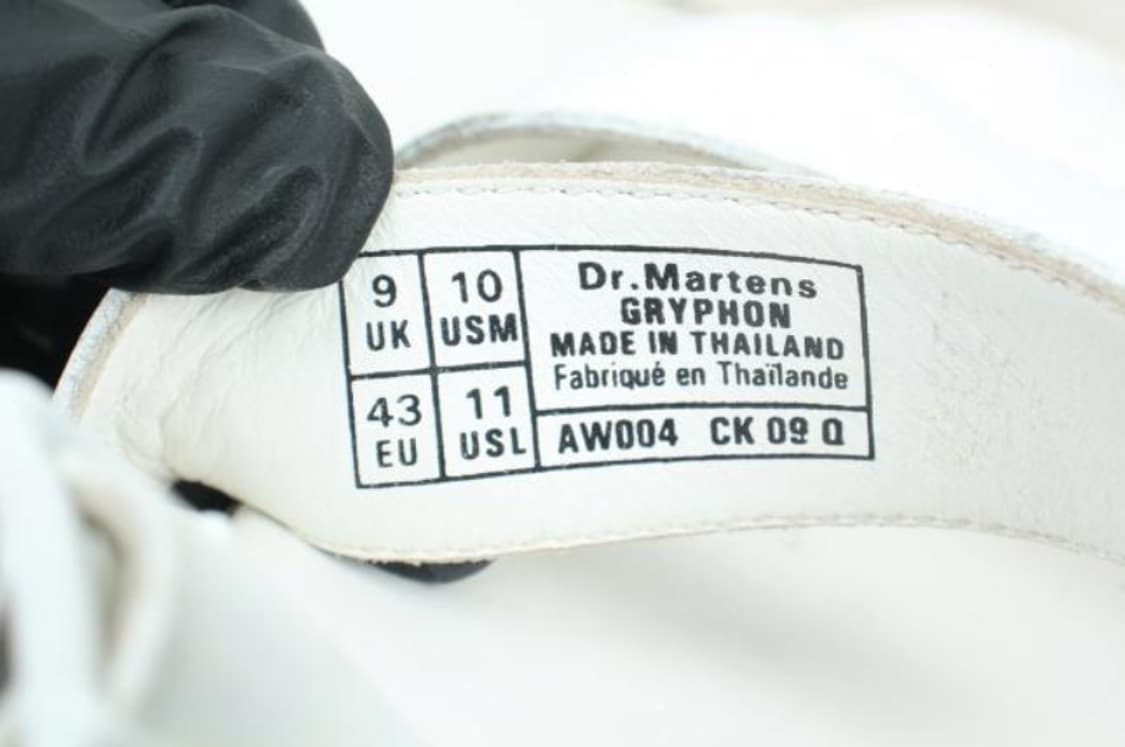 9 UK
10 USM
43 EU
11 USL
Dr.Martens
GRYPHON
MADE IN THAILAND
Fabriqué en Thaïlande
AW004 CK 09 Q